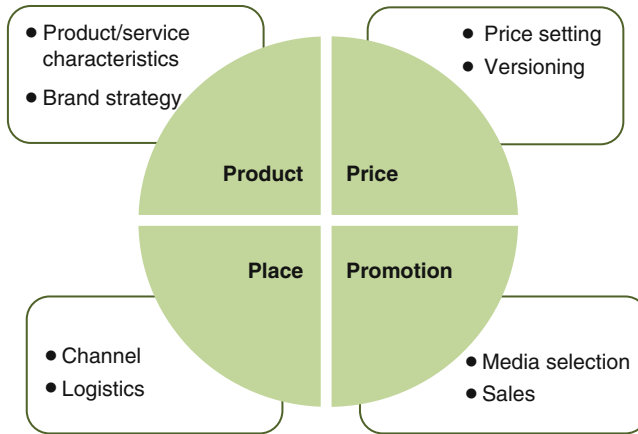 ● Product/service
characteristics
● Brand strategy
● Price setting
● Versioning
Product
Price
Place
Promotion
● Channel
● Logistics
● Media selection
● Sales